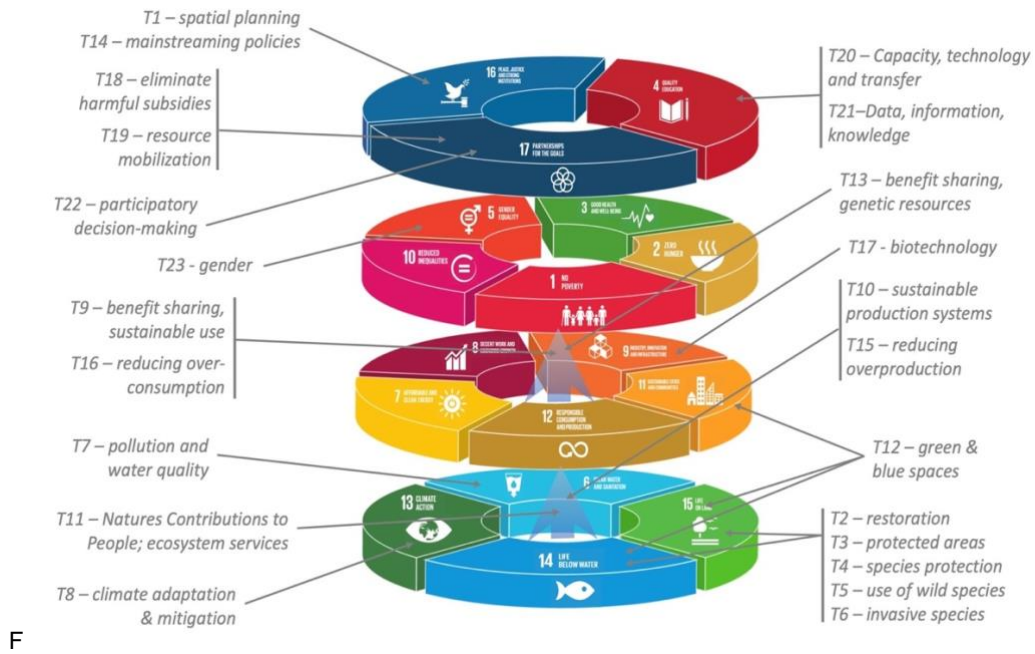 T1 – spatial planning
T14 – mainstreaming policies
T18 – eliminate
harmful subsidies
T19 – resource
mobilization
T22 – participatory
decision-making
T23 - gender
T9 – benefit sharing,
sustainable use
T16 – reducing over-
consumption
T7 – pollution and
water quality
T11 – Natures Contributions to
People; ecosystem services
T8 – climate adaptation
& mitigation
16 PEACE, JUSTICE
AND STRONG
INSTITUTIONS
4 QUALITY
EDUCATION
17 PARTNERSHIPS
FOR THE GOALS
5 GENDER
EQUALITY
3 GOOD HEALTH
AND WELL-BEING
10 REDUCED
INEQUALITIES
2 ZERO
HUNGER
1 NO
POVERTY
8 DECENT WORK AND
ECONOMIC GROWTH
9 INDUSTRY, INNOVATION
AND INFRASTRUCTURE
7 AFFORDABLE AND
CLEAN ENERGY
11 SUSTAINABLE CITIES
AND COMMUNITIES
12 RESPONSIBLE
CONSUMPTION
AND PRODUCTION
6 CLEAN WATER
AND SANITATION
13 CLIMATE
ACTION
15 LIFE
ON LAND
14 LIFE
BELOW WATER
T20 – Capacity, technology
and transfer
T21–Data, information,
knowledge
T13 – benefit sharing,
genetic resources
T17 - biotechnology
T10 – sustainable
production systems
T15 – reducing
overproduction
T12 – green &
blue spaces
T2 – restoration
T3 – protected areas
T4 – species protection
T5 – use of wild species
T6 – invasive species
F